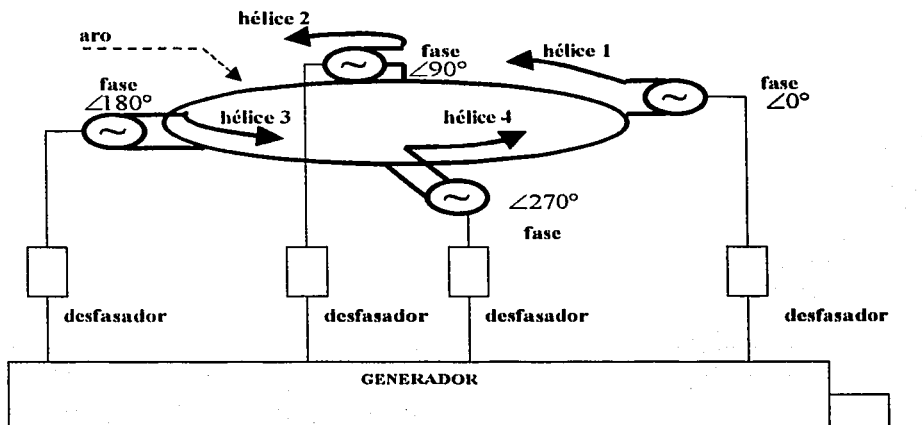 hélice 2
aro
fase
∠90°
hélice 1
fase
∠0°
fase
∠180°
hélice 3
hélice 4
∠270°
fase
desfasador
desfasador
desfasador
desfasador
GENERADOR